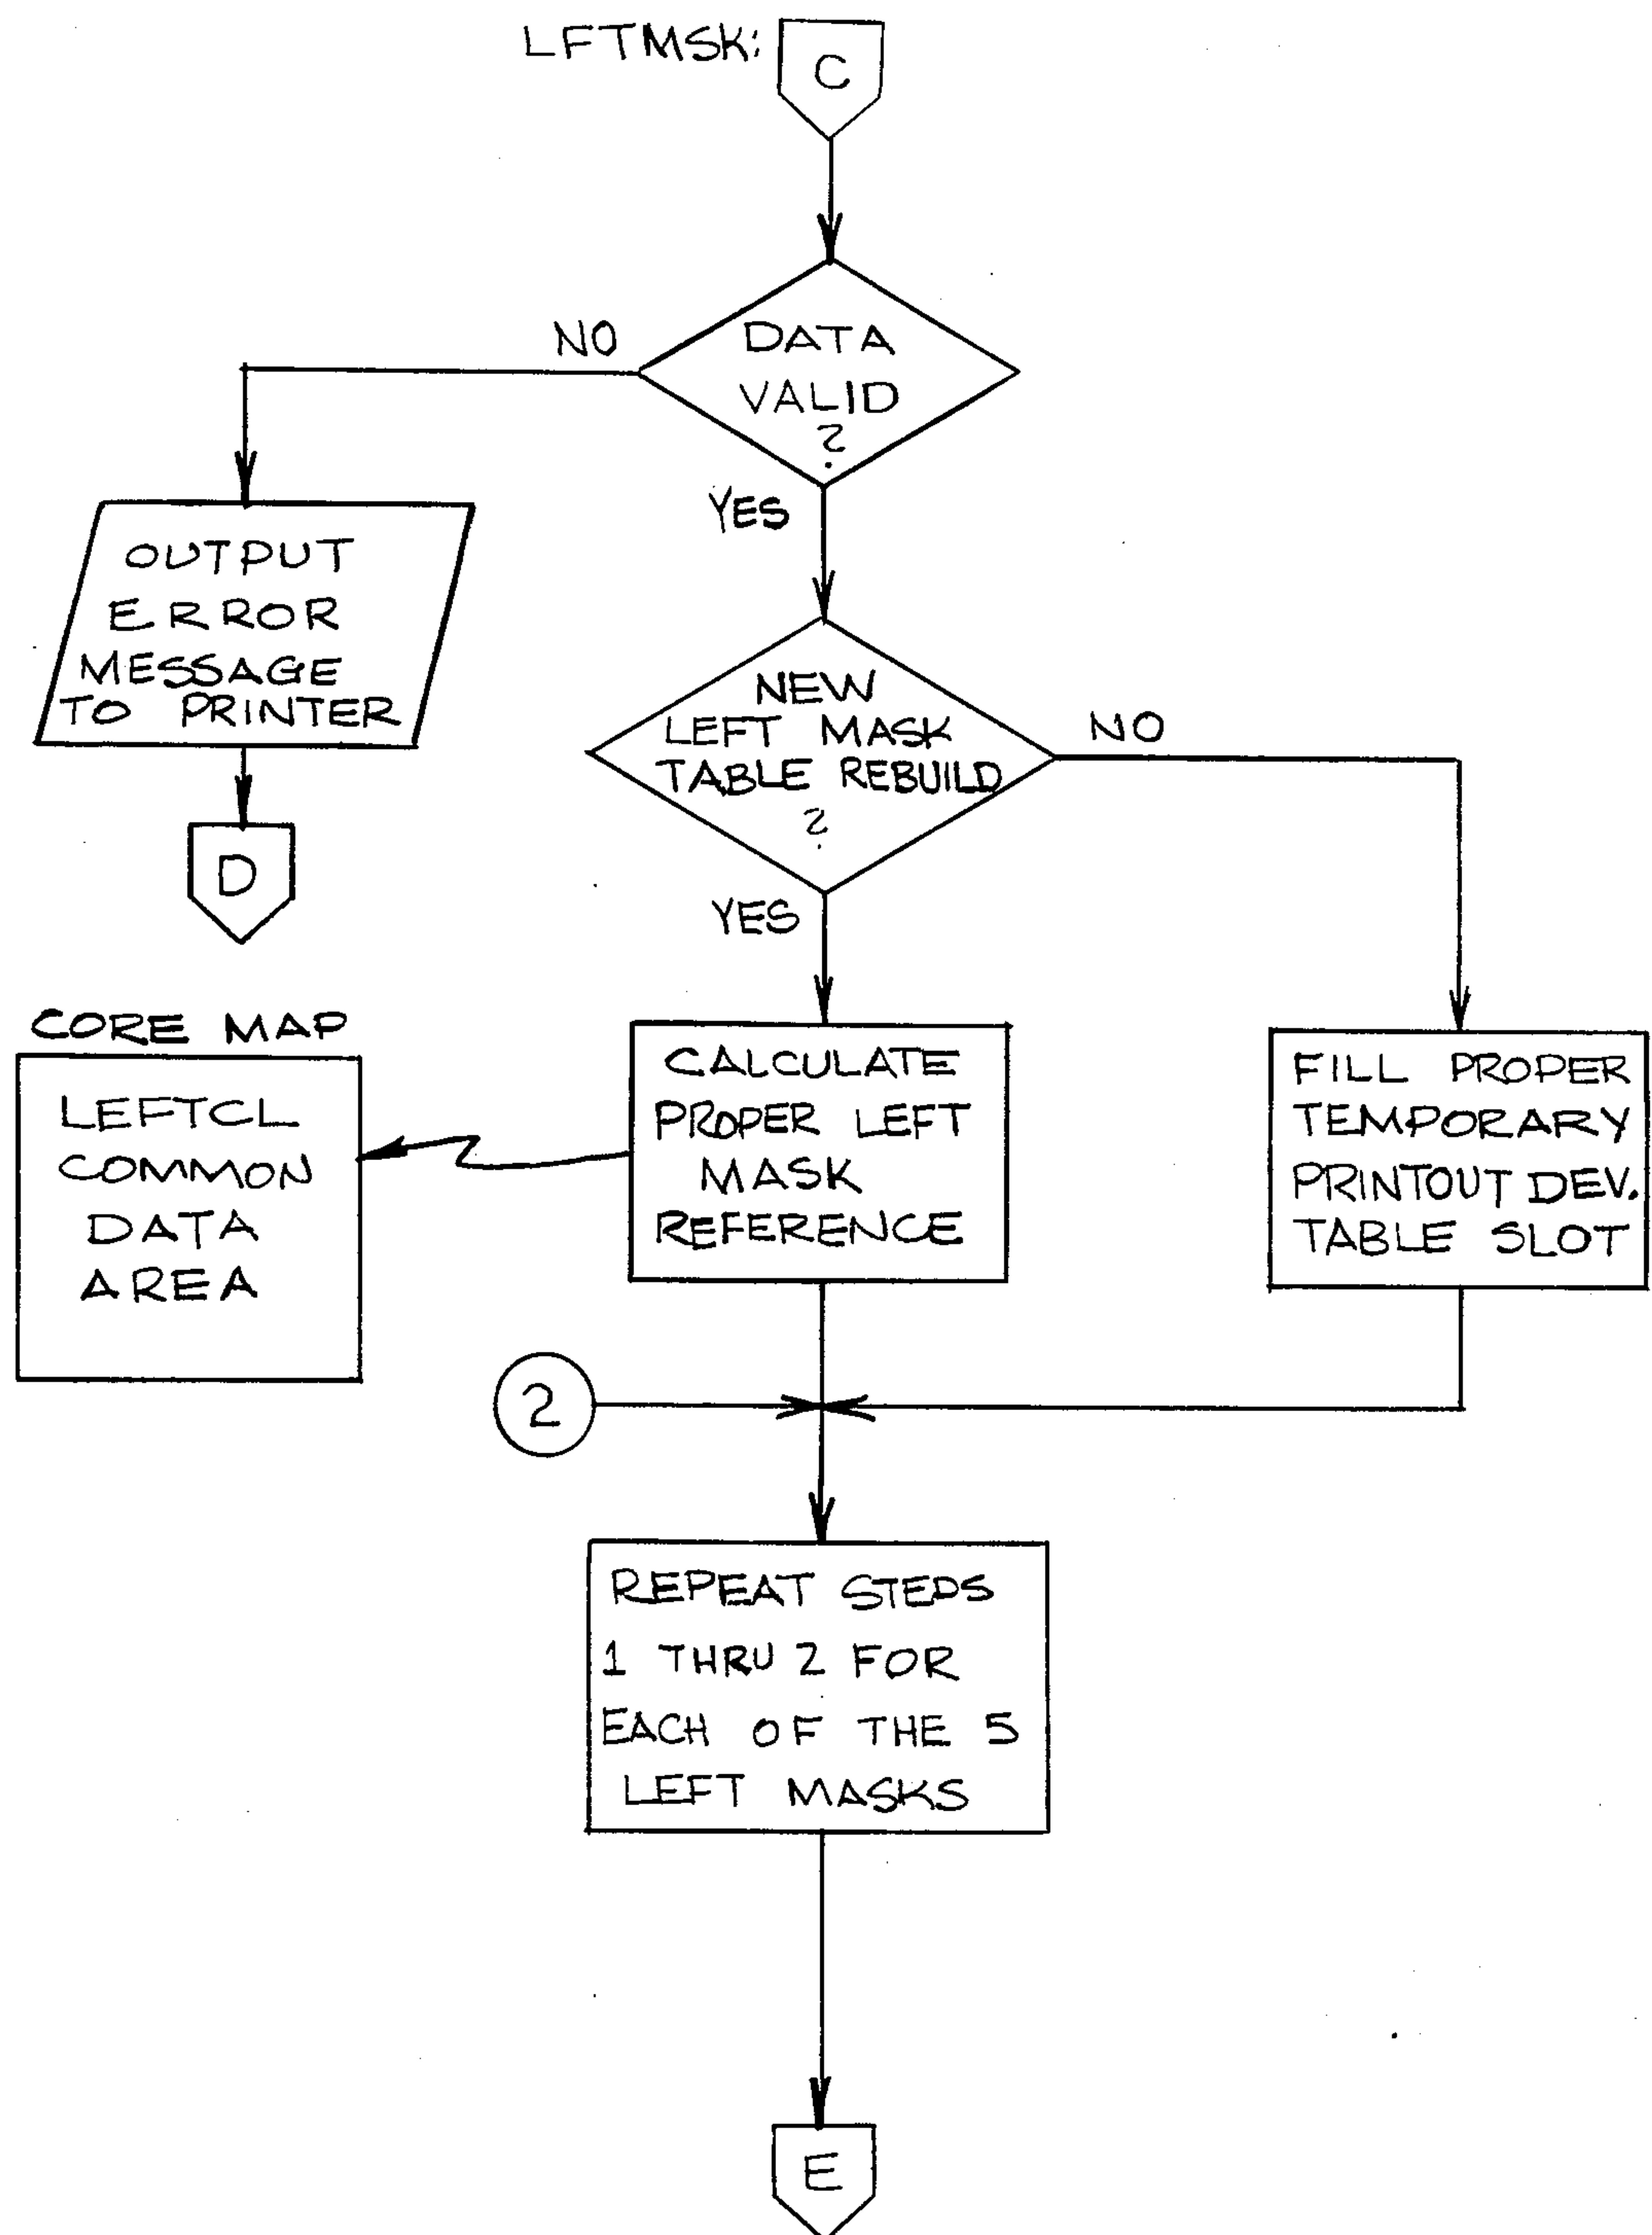 LFTMSK:
C
DATA
VALID
?
NO
YES
OUTPUT
ERROR
MESSAGE
TO PRINTER
D
NEW
LEFT MASK
TABLE REBUILD
?
NO
YES
CORE MAP
LEFTCL
COMMON
DATA
AREA
CALCULATE
PROPER LEFT
MASK
REFERENCE
FILL PROPER
TEMPORARY
PRINTOUT DEV.
TABLE SLOT
2
REPEAT STEPS
1 THRU 2 FOR
EACH OF THE 5
LEFT MASKS
E